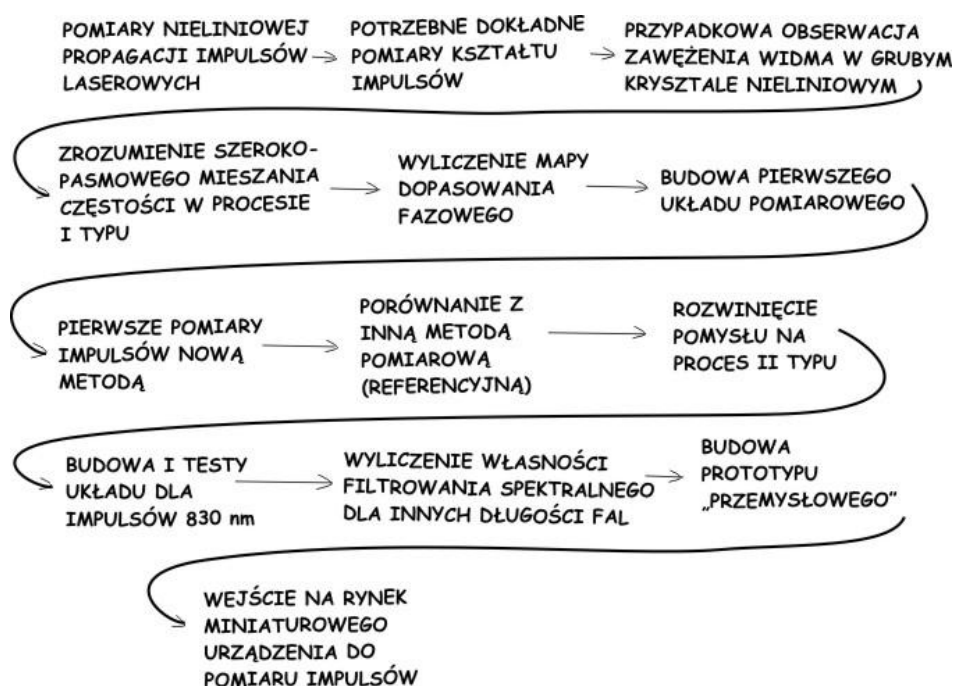 POMIARY NIELINIOWEJ
PROPAGACJI IMPULSÓW
LASEROWYCH
POTRZEBNE DOKŁADNE
POMIARY KSZTAŁTU
IMPULSÓW
PRZYPADKOWA OBSERWACJA
ZAWĘŻENIA WIDMA W GRUBYM
KRYSZTALE NIELINIOWYM
ZROZUMIENIE SZEROKO-
PASMOWEGO MIESZANIA
CZĘSTOŚCI W PROCESIE
I TYPU
WYLICZENIE MAPY
DOPASOWANIA
FAZOWEGO
BUDOWA PIERWSZEGO
UKŁADU POMIAROWEGO
PIERWSZE POMIARY
IMPULSÓW NOWĄ
METODĄ
PORÓWNANIE Z
INNĄ METODĄ
POMIAROWĄ
(REFERENCYJNĄ)
ROZWINIĘCIE
POMYSŁU NA
PROCES II TYPU
BUDOWA I TESTY
UKŁADU DLA
IMPULSÓW 830 nm
WYLICZENIE WŁASNOŚCI
FILTROWANIA SPEKTRALNEGO
DLA INNYCH DŁUGOŚCI FAL
BUDOWA
PROTOTYPU
„PRZEMYSŁOWEGO"
WEJŚCIE NA RYNEK
MINIATUROWEGO
URZĄDZENIA DO
POMIARU IMPULSÓW